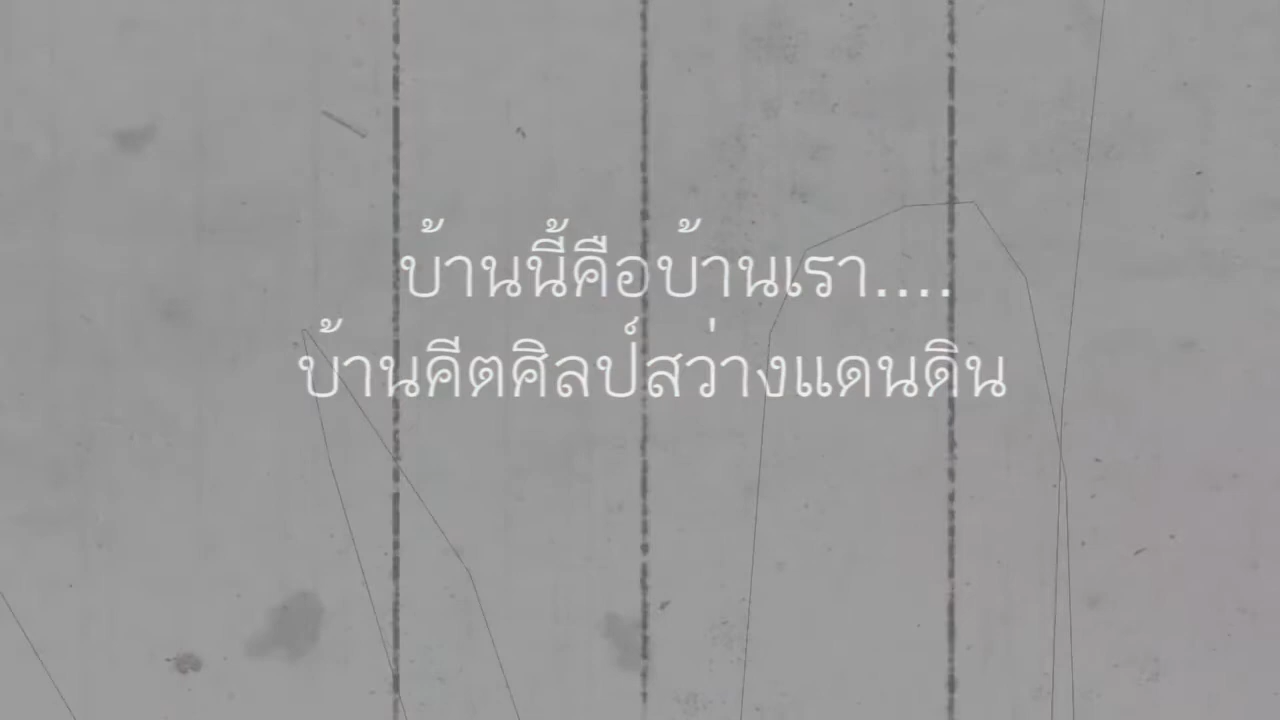 บ้านนี้คือบ้านเรา....
บ้านคีตศิลป์สว่างแดนดิน